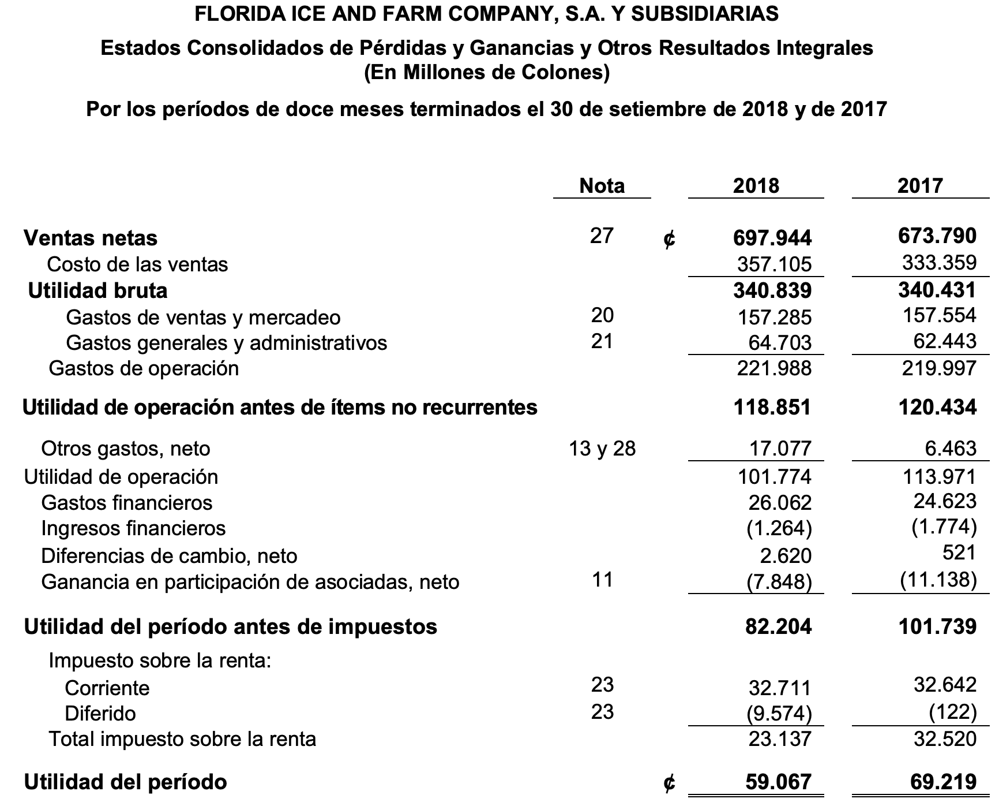 FLORIDA ICE AND FARM COMPANY, S.A. Y SUBSIDIARIAS
Estados Consolidados de Pérdidas y Ganancias y Otros Resultados Integrales
(En Millones de Colones)
Por los períodos de doce meses terminados el 30 de setiembre de 2018 y de 2017
Nota 2018 2017
Ventas netas 27 ¢ 697.944 673.790
Costo de las ventas 357.105 333.359
Utilidad bruta 340.839 340.431
Gastos de ventas y mercadeo 20 157.285 157.554
Gastos generales y administrativos 21 64.703 62.443
Gastos de operación 221.988 219.997
Utilidad de operación antes de ítems no recurrentes 118.851 120.434
Otros gastos, neto 13 y 28 17.077 6.463
Utilidad de operación 101.774 113.971
Gastos financieros 26.062 24.623
Ingresos financieros (1.264) (1.774)
Diferencias de cambio, neto 2.620 521
Ganancia en participación de asociadas, neto 11 (7.848) (11.138)
Utilidad del período antes de impuestos 82.204 101.739
Impuesto sobre la renta:
Corriente 23 32.711 32.642
Diferido 23 (9.574) (122)
Total impuesto sobre la renta 23.137 32.520
Utilidad del período ¢ 59.067 69.219